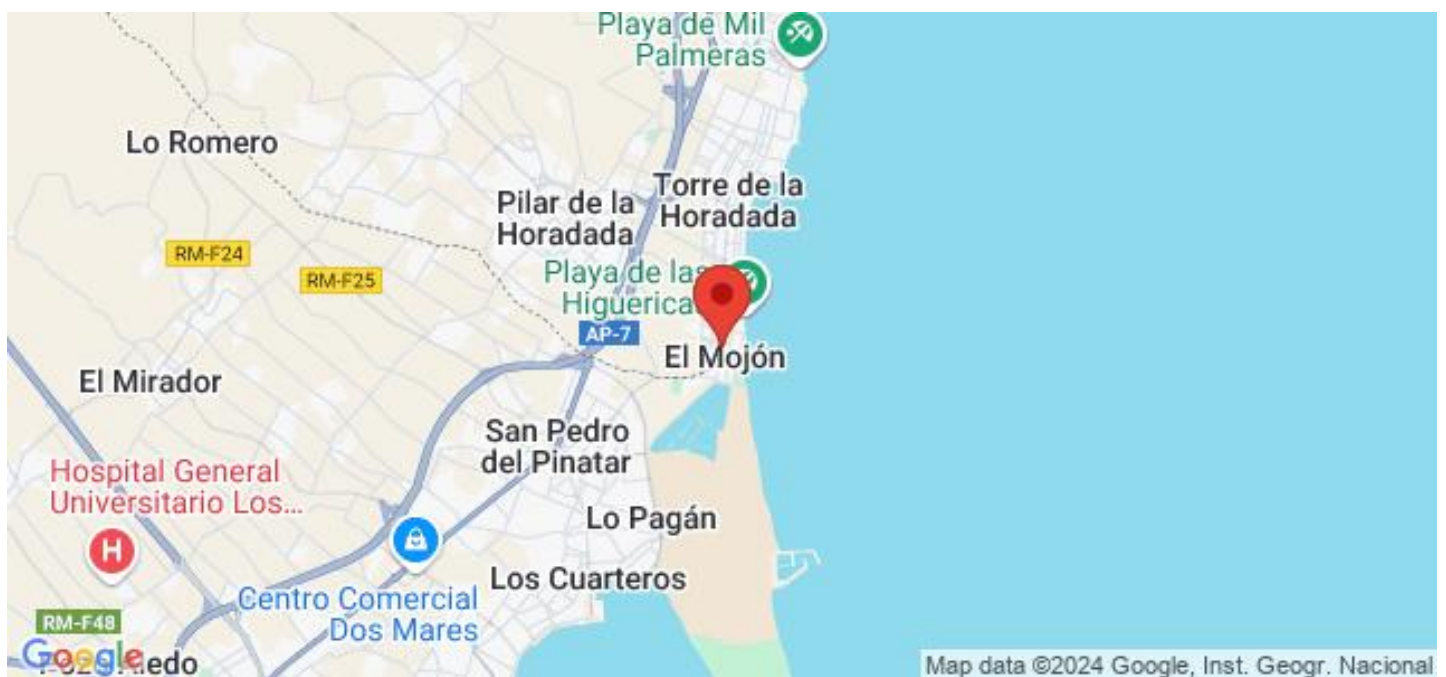 Playa de Mil
Palmeras
Lo Romero
Torre de la
Horadada
Pilar de la
Horadada
RM-F24
RM-F25
Playa de las
Higuerica
AP-7
El Mojón
El Mirador
San Pedro
del Pinatar
Hospital General
Universitario Los...
H
Lo Pagán
Los Cuarteros
Centro Comercial
Dos Mares
RM-F48
Google
Map data ©2024 Google, Inst. Geogr. Nacional